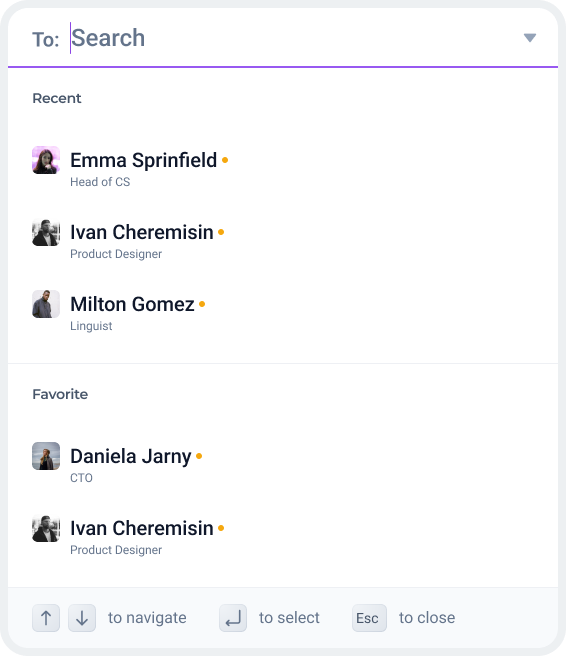 To: Search
Recent
Emma Sprinfield
Head of CS
Ivan Cheremisin
Product Designer
Milton Gomez
Linguist
Favorite
Daniela Jarny
CTO
Ivan Cheremisin
Product Designer
↑ ↓ to navigate ↵ to select Esc to close